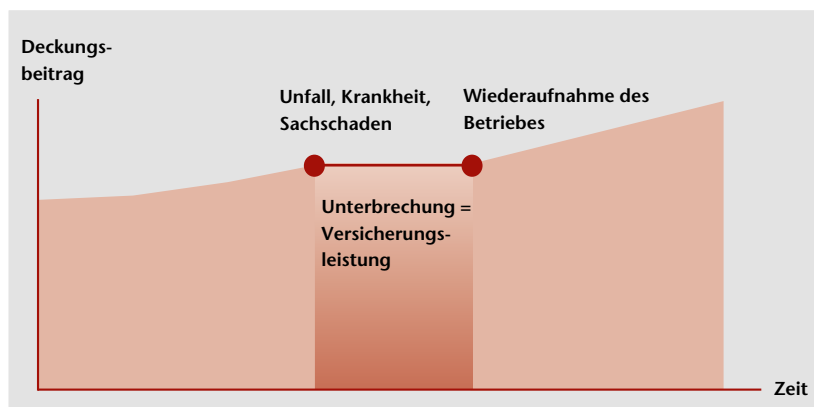 Deckungs-
beitrag
Unfall, Krankheit,
Sachschaden
Wiederaufnahme des
Betriebes
Unterbrechung =
Versicherungs-
leistung
Zeit